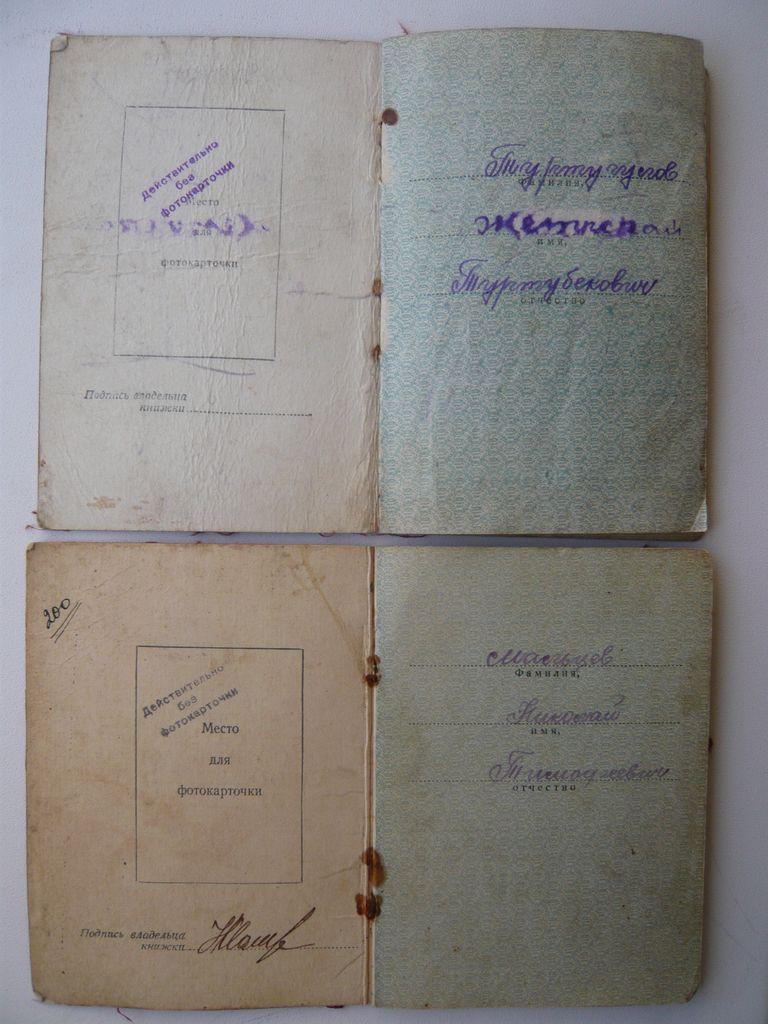 Действительно
без
фотокарточки
Место
для
фотокарточки
Подпись владельца
книжки
фамилия,
имя,
Туртубекович
отчество
200
Действительно
без
фотокарточки
Место
для
фотокарточки
Подпись владельца
книжки
Мальцев
Фамилия,
Николай
имя,
Тимофеевич
отчество